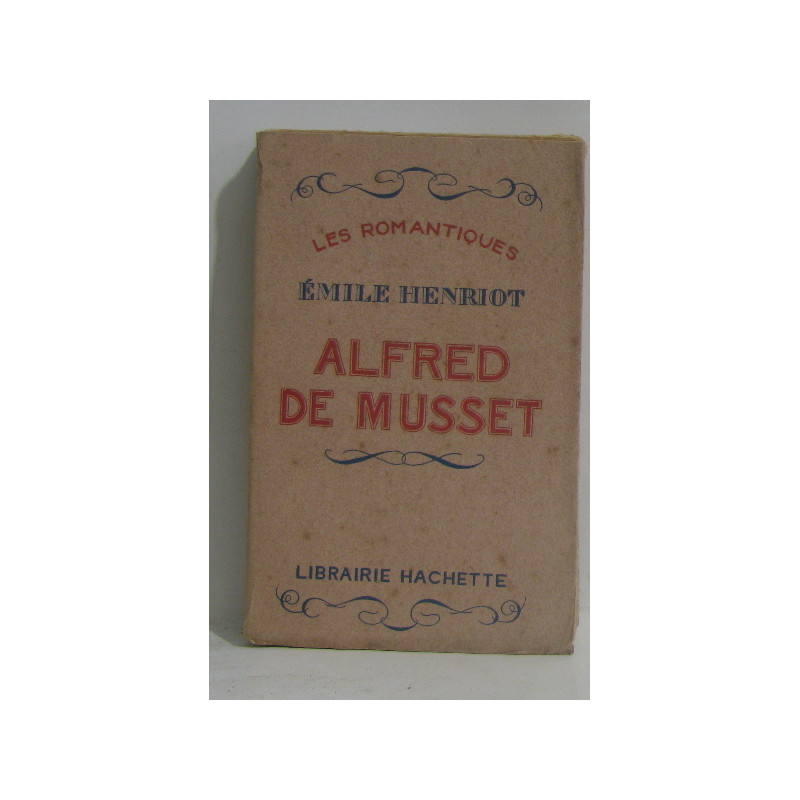 LES ROMANTIQUES
ÉMILE HENRIOT
ALFRED
DE MUSSET
LIBRAIRIE HACHETTE